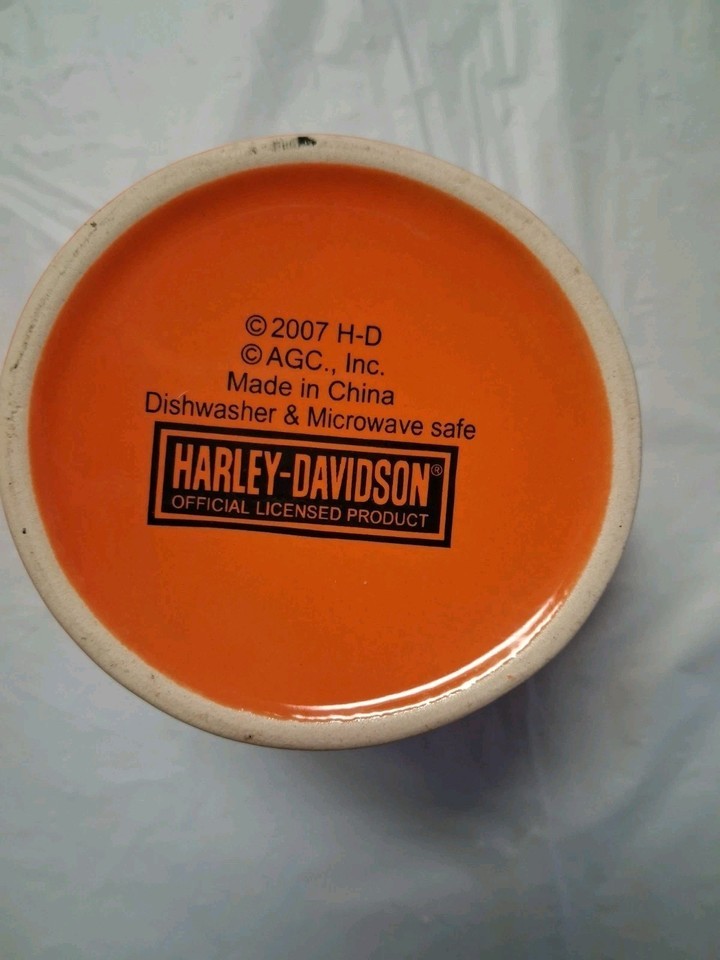 © 2007 H-D
© AGC., Inc.
Made in China
Dishwasher & Microwave safe
HARLEY-DAVIDSON®
OFFICIAL LICENSED PRODUCT